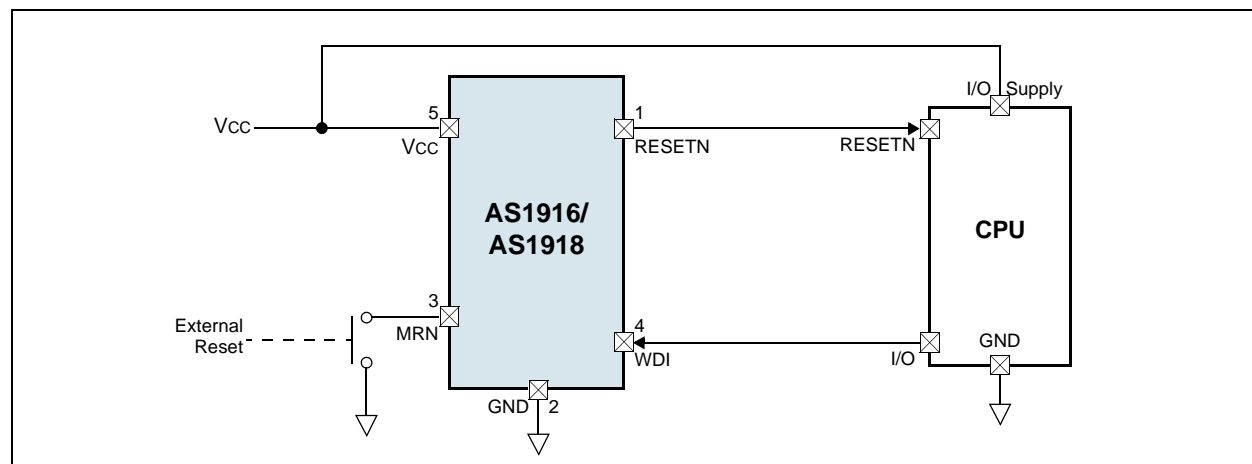 I/O Supply
5
1
VCC
VCC
RESETN
RESETN
AS1916/
AS1918
CPU
3
4
External
Reset
MRN
WDI
I/O
GND
GND
2